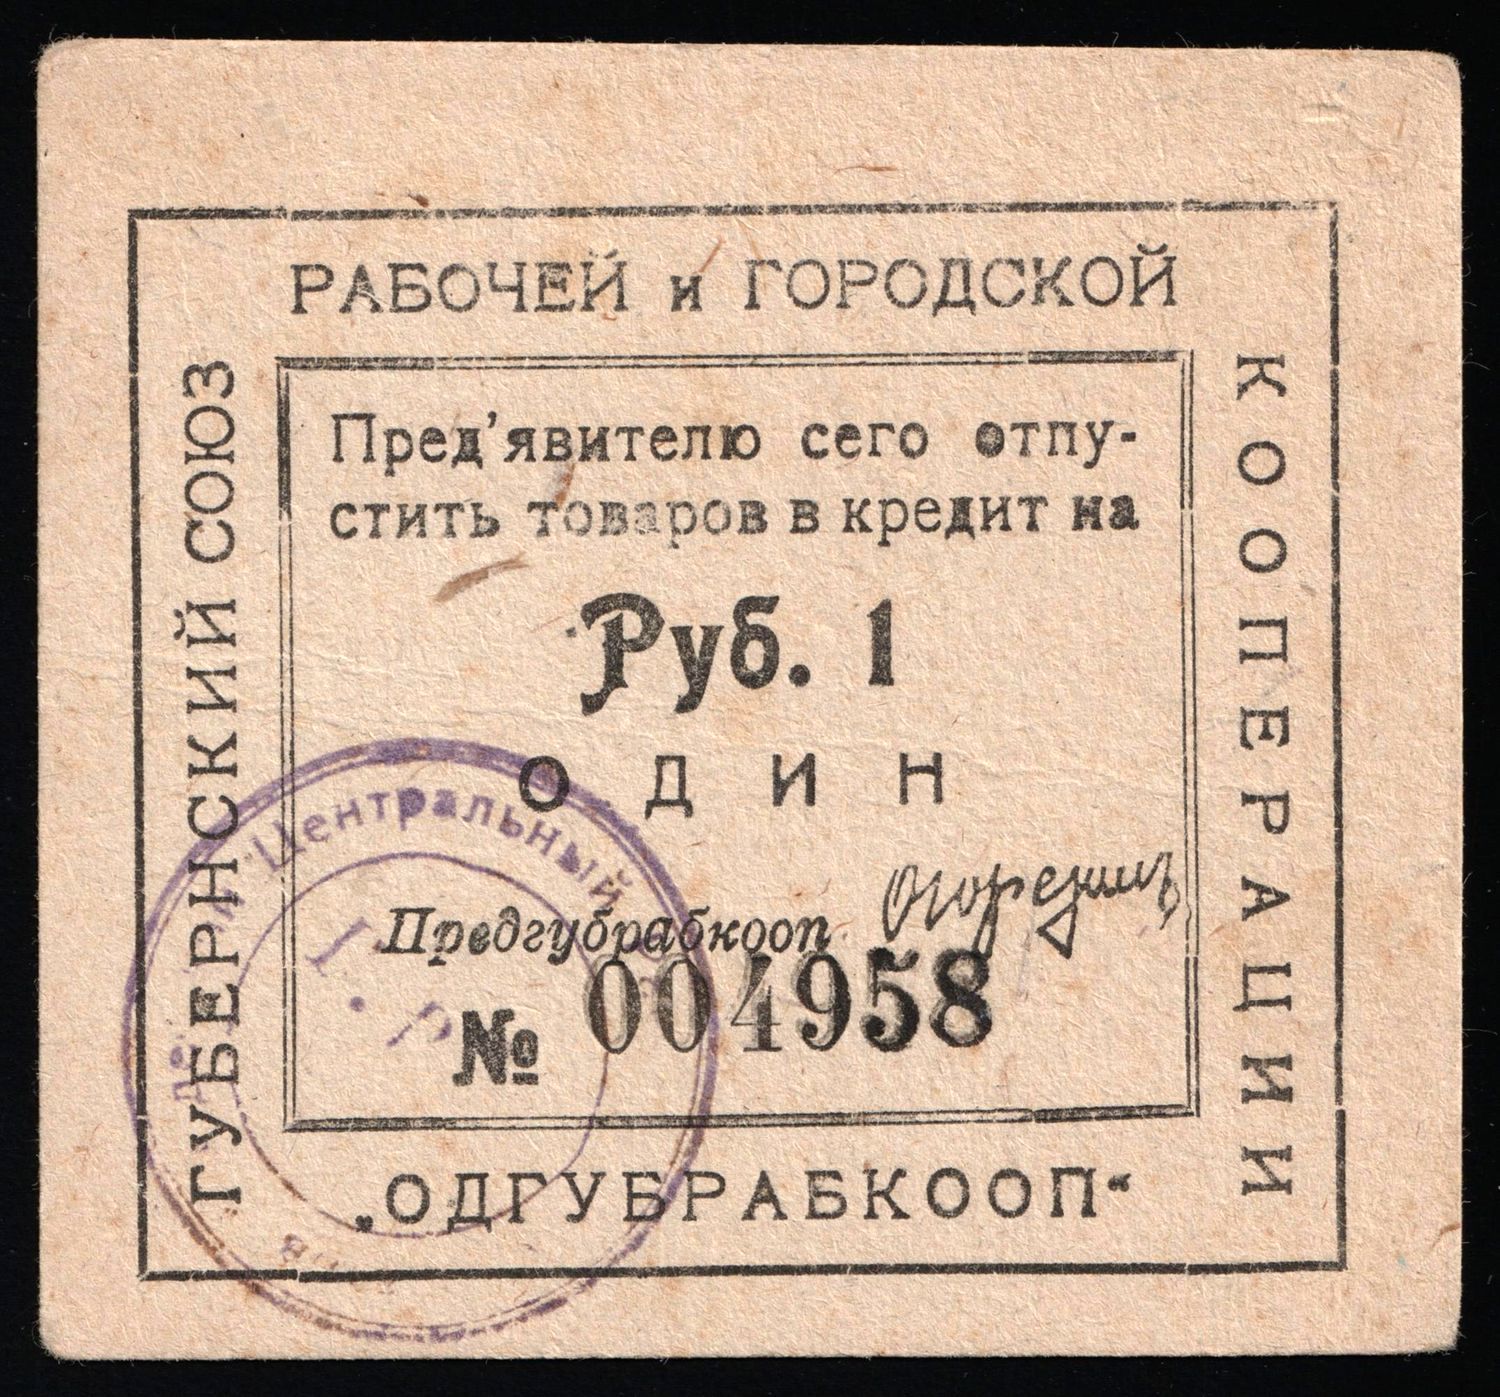 ГУБЕРНСКИЙ СОЮЗ
РАБОЧЕЙ и ГОРОДСКОЙ
КООПЕРАЦИИ
Пред'явителю сего отпу-
стить товаров в кредит на
Руб. 1
ОДИН
Предгубрабкооп
№ 004958
„ОДГУБРАБКООП“
Центральный